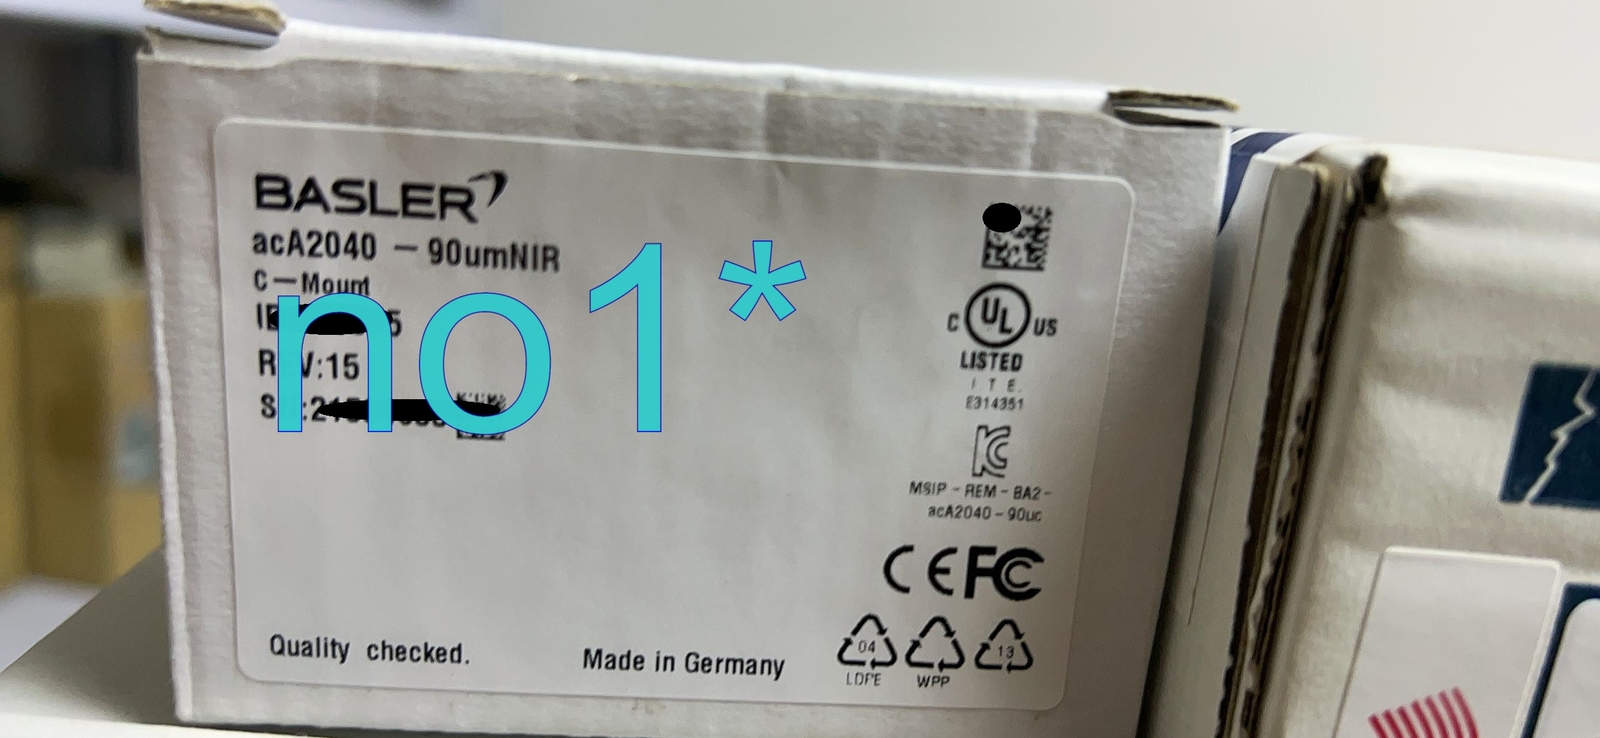 BASLER
acA2040 - 90umNIR
C - Mount
REV:15
no1*
C UL US
LISTED
I T E.
E314351
MSIP - REM - BA2 -
acA2040 - 90uc
CE FC
04
13
LDPE
WPP
Quality checked.
Made in Germany